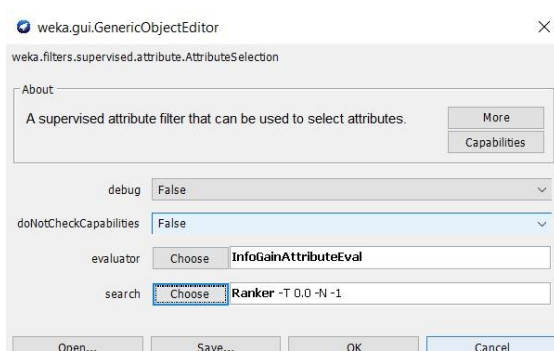 weka.gui.GenericObjectEditor
weka.filters.supervised.attribute.AttributeSelection
About
A supervised attribute filter that can be used to select attributes.
More
Capabilities
debug False
doNotCheckCapabilities False
evaluator Choose InfoGainAttributeEval
search Choose Ranker -T 0.0 -N -1
Open... Save... OK Cancel